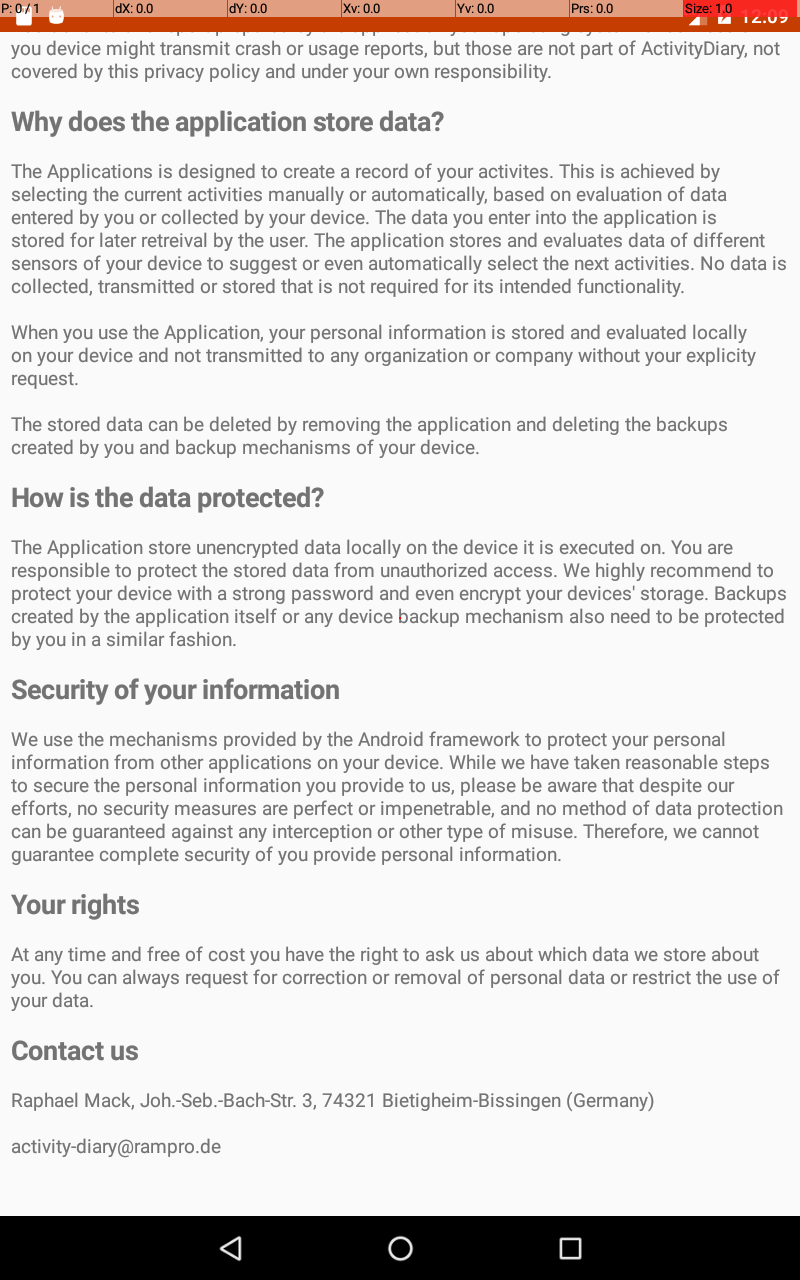 P: 0 / 1
dX: 0.0
dY: 0.0
Xv: 0.0
Yv: 0.0
Prs: 0.0
Size: 1.0
12:09
you device might transmit crash or usage reports, but those are not part of ActivityDiary, not
covered by this privacy policy and under your own responsibility.
Why does the application store data?
The Applications is designed to create a record of your activites. This is achieved by
selecting the current activities manually or automatically, based on evaluation of data
entered by you or collected by your device. The data you enter into the application is
stored for later retreival by the user. The application stores and evaluates data of different
sensors of your device to suggest or even automatically select the next activities. No data is
collected, transmitted or stored that is not required for its intended functionality.
When you use the Application, your personal information is stored and evaluated locally
on your device and not transmitted to any organization or company without your explicity
request.
The stored data can be deleted by removing the application and deleting the backups
created by you and backup mechanisms of your device.
How is the data protected?
The Application store unencrypted data locally on the device it is executed on. You are
responsible to protect the stored data from unauthorized access. We highly recommend to
protect your device with a strong password and even encrypt your devices' storage. Backups
created by the application itself or any device backup mechanism also need to be protected
by you in a similar fashion.
Security of your information
We use the mechanisms provided by the Android framework to protect your personal
information from other applications on your device. While we have taken reasonable steps
to secure the personal information you provide to us, please be aware that despite our
efforts, no security measures are perfect or impenetrable, and no method of data protection
can be guaranteed against any interception or other type of misuse. Therefore, we cannot
guarantee complete security of you provide personal information.
Your rights
At any time and free of cost you have the right to ask us about which data we store about
you. You can always request for correction or removal of personal data or restrict the use of
your data.
Contact us
Raphael Mack, Joh.-Seb.-Bach-Str. 3, 74321 Bietigheim-Bissingen (Germany)
activity-diary@rampro.de